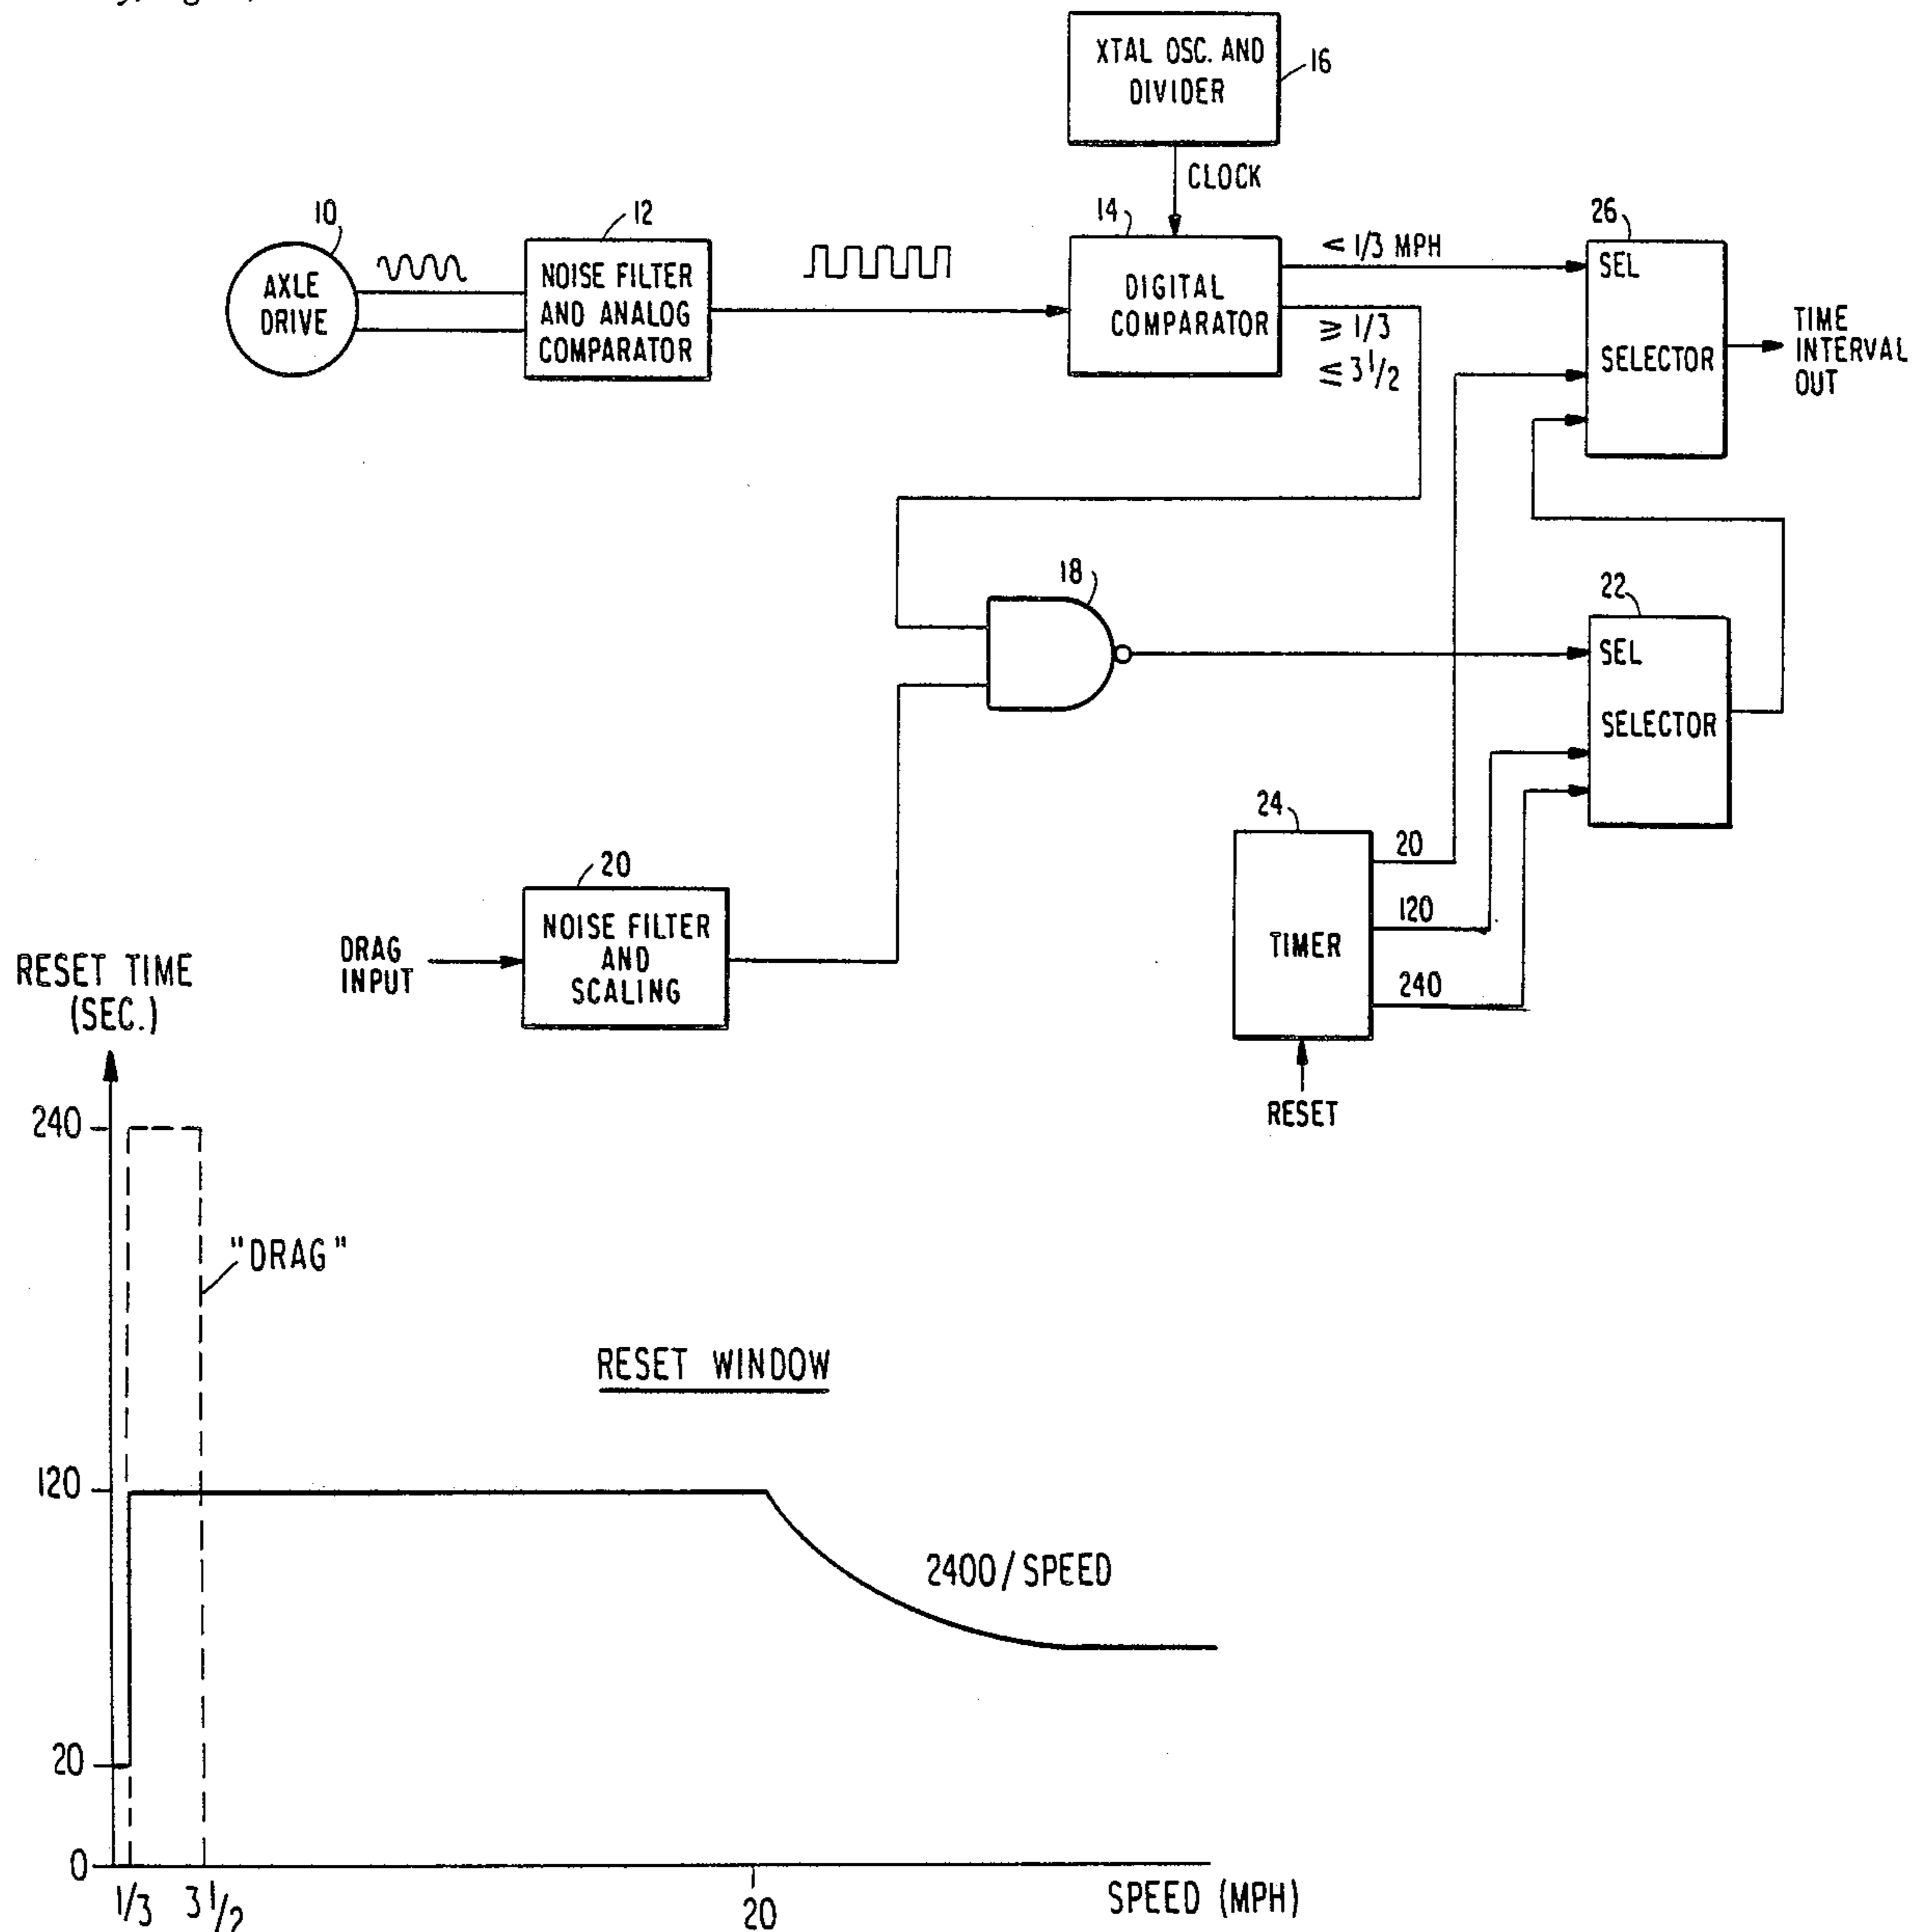 XTAL OSC. AND
DIVIDER
16
CLOCK
10
AXLE
DRIVE
12
NOISE FILTER
AND ANALOG
COMPARATOR
14
DIGITAL
COMPARATOR
< 1/3 MPH
≥ 1/3
≤ 3 1/2
26
SEL
SELECTOR
TIME
INTERVAL
OUT
18
22
SEL
SELECTOR
24
TIMER
20
120
240
RESET
20
NOISE FILTER
AND
SCALING
DRAG
INPUT
RESET TIME
(SEC.)
240
120
20
0
"DRAG"
RESET WINDOW
2400/SPEED
1/3
3 1/2
20
SPEED (MPH)